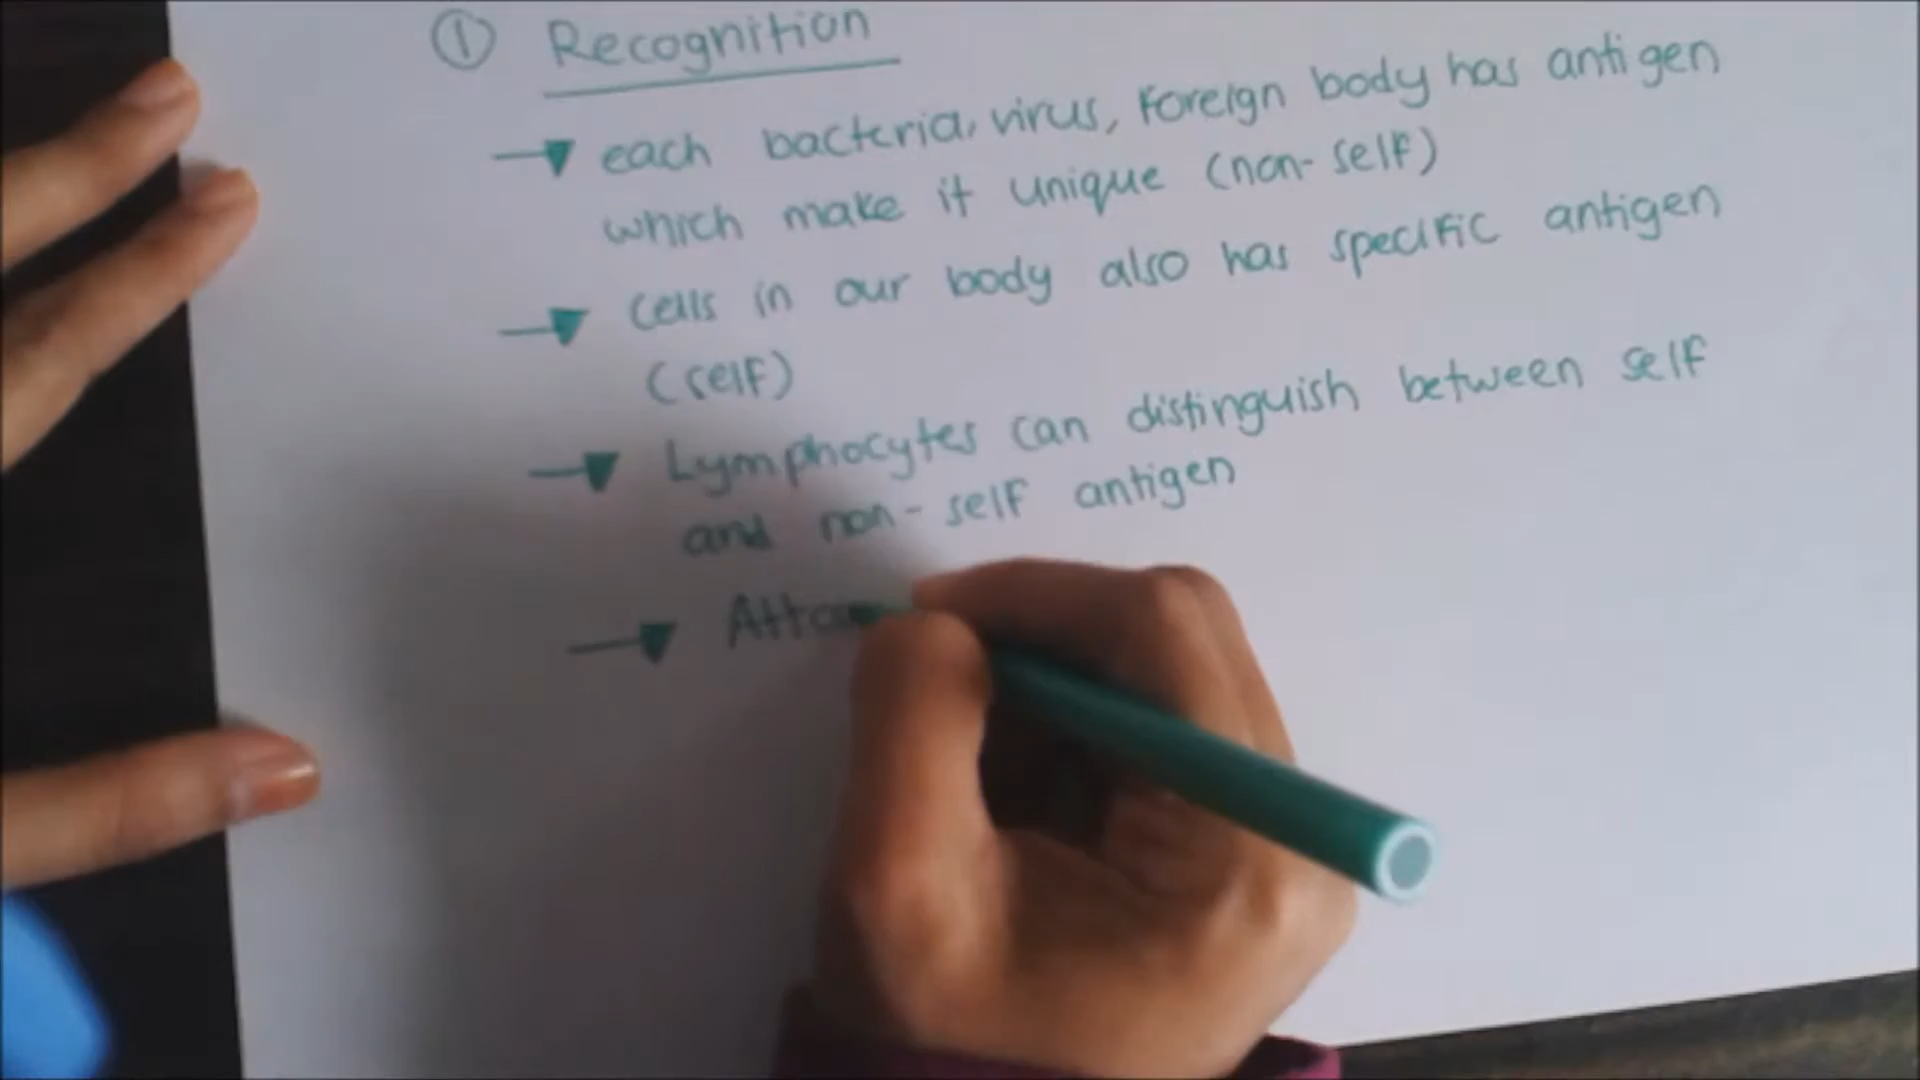 ① Recognition
each bacteria, virus, foreign body has antigen
which make it unique (non-self)
cells in our body also has specific antigen
(self)
Lymphocytes can distinguish between self
and non-self antigen